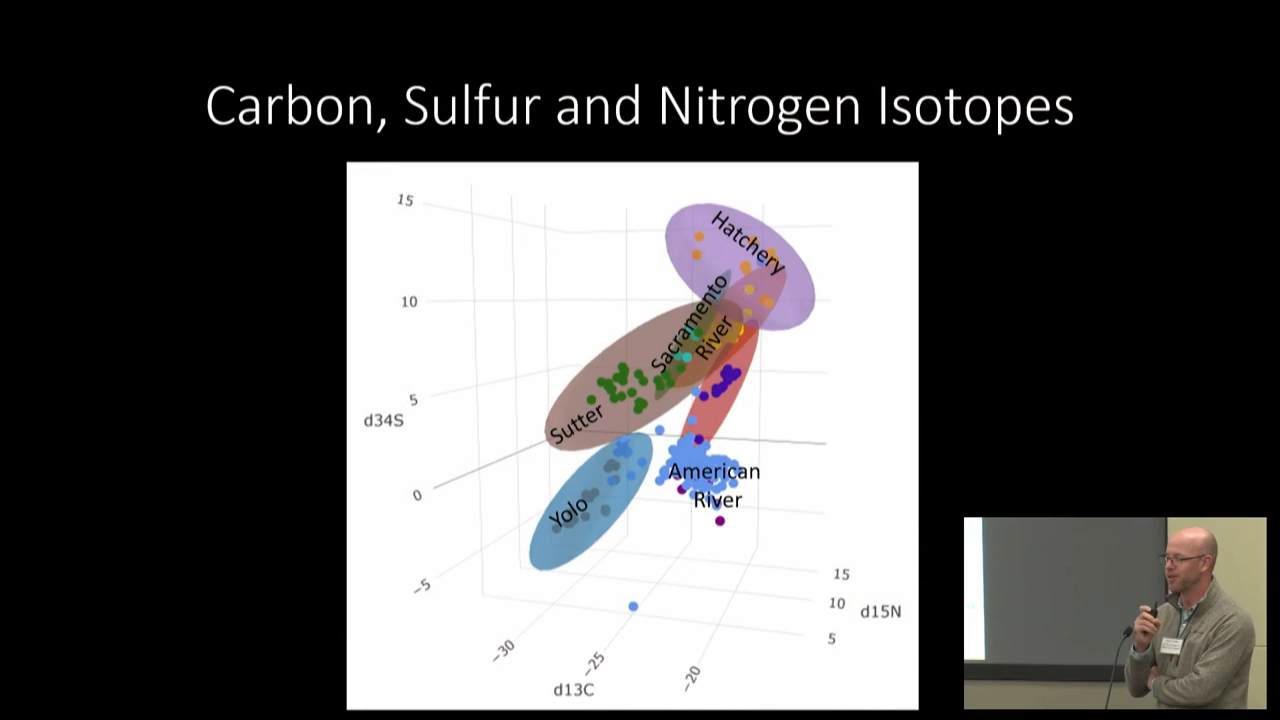 Carbon, Sulfur and Nitrogen Isotopes
15
10
5
0
−5
d34S
Hatchery
Sacramento
River
Sutter
Yolo
American
River
−30
−25
−20
d13C
15
10
5
d15N